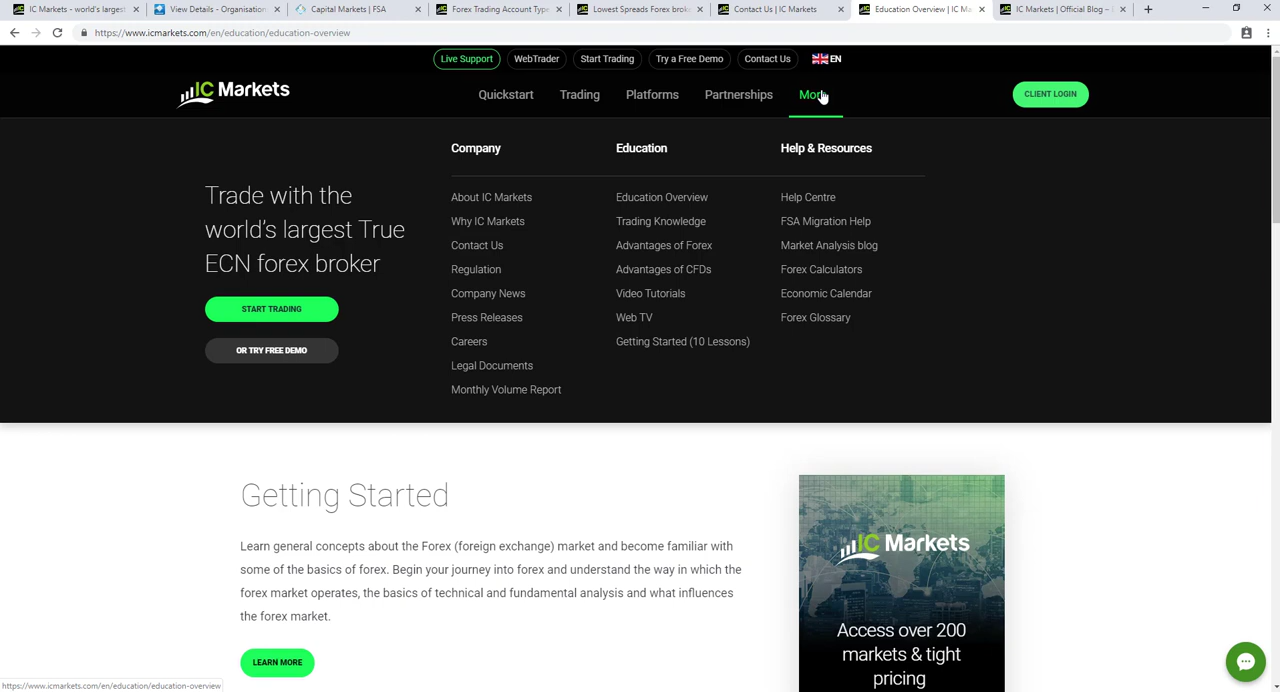 IC Markets - world's largest
View Details - Organisation
Capital Markets | FSA
Forex Trading Account Type
Lowest Spreads Forex broke
Contact Us | IC Markets
Education Overview | IC Ma
IC Markets | Official Blog –
https://www.icmarkets.com/en/education/education-overview
Live Support
WebTrader
Start Trading
Try a Free Demo
Contact Us
EN
IC Markets
Quickstart
Trading
Platforms
Partnerships
More
CLIENT LOGIN
Trade with the
world's largest True
ECN forex broker
START TRADING
OR TRY FREE DEMO
Company
About IC Markets
Why IC Markets
Contact Us
Regulation
Company News
Press Releases
Careers
Legal Documents
Monthly Volume Report
Education
Education Overview
Trading Knowledge
Advantages of Forex
Advantages of CFDs
Video Tutorials
Web TV
Getting Started (10 Lessons)
Help & Resources
Help Centre
FSA Migration Help
Market Analysis blog
Forex Calculators
Economic Calendar
Forex Glossary
Getting Started
Learn general concepts about the Forex (foreign exchange) market and become familiar with
some of the basics of forex. Begin your journey into forex and understand the way in which the
forex market operates, the basics of technical and fundamental analysis and what influences
the forex market.
LEARN MORE
IC Markets
Access over 200
markets & tight
pricing
https://www.icmarkets.com/en/education/education-overview